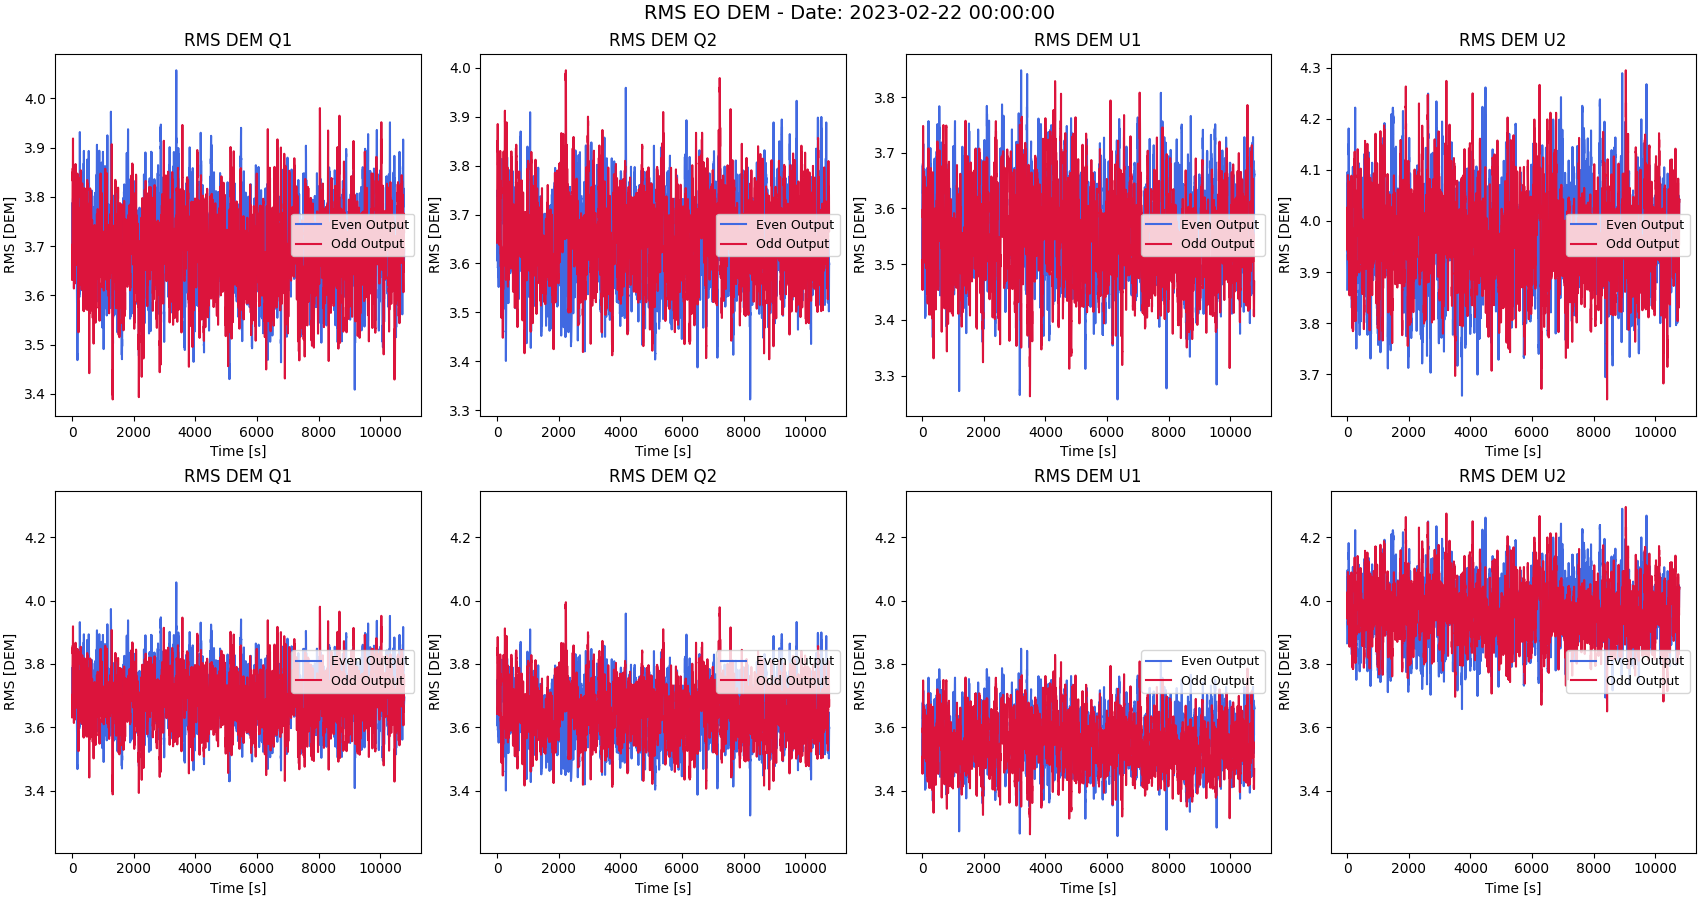 RMS EO DEM - Date: 2023-02-22 00:00:00
RMS DEM Q1
RMS DEM Q2
RMS DEM U1
RMS DEM U2
RMS [DEM]
4.0
3.9
3.8
3.7
3.6
3.5
3.4
Even Output
Odd Output
0
2000
4000
6000
8000
10000
Time [s]
RMS [DEM]
4.0
3.9
3.8
3.7
3.6
3.5
3.4
3.3
Even Output
Odd Output
0
2000
4000
6000
8000
10000
Time [s]
RMS [DEM]
3.8
3.7
3.6
3.5
3.4
3.3
Even Output
Odd Output
0
2000
4000
6000
8000
10000
Time [s]
RMS [DEM]
4.3
4.2
4.1
4.0
3.9
3.8
3.7
Even Output
Odd Output
0
2000
4000
6000
8000
10000
Time [s]
RMS DEM Q1
RMS DEM Q2
RMS DEM U1
RMS DEM U2
RMS [DEM]
4.2
4.0
3.8
3.6
3.4
Even Output
Odd Output
0
2000
4000
6000
8000
10000
Time [s]
RMS [DEM]
4.2
4.0
3.8
3.6
3.4
Even Output
Odd Output
0
2000
4000
6000
8000
10000
Time [s]
RMS [DEM]
4.2
4.0
3.8
3.6
3.4
Even Output
Odd Output
0
2000
4000
6000
8000
10000
Time [s]
RMS [DEM]
4.2
4.0
3.8
3.6
3.4
Even Output
Odd Output
0
2000
4000
6000
8000
10000
Time [s]